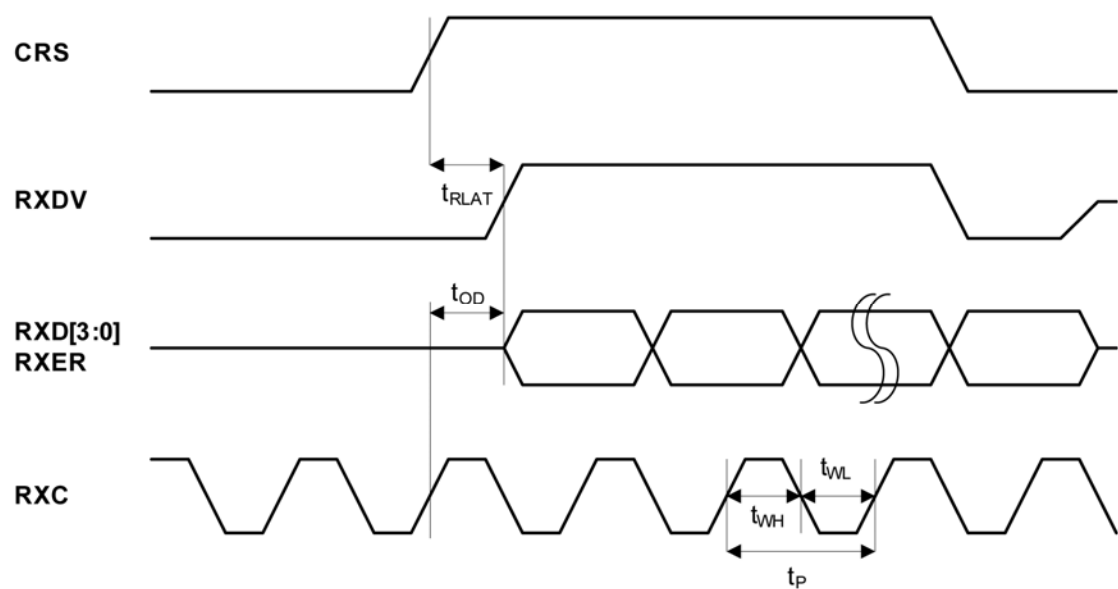 CRS
RXDV
tRLAT
tOD
RXD[3:0]
RXER
RXC
tWL
tWH
tP